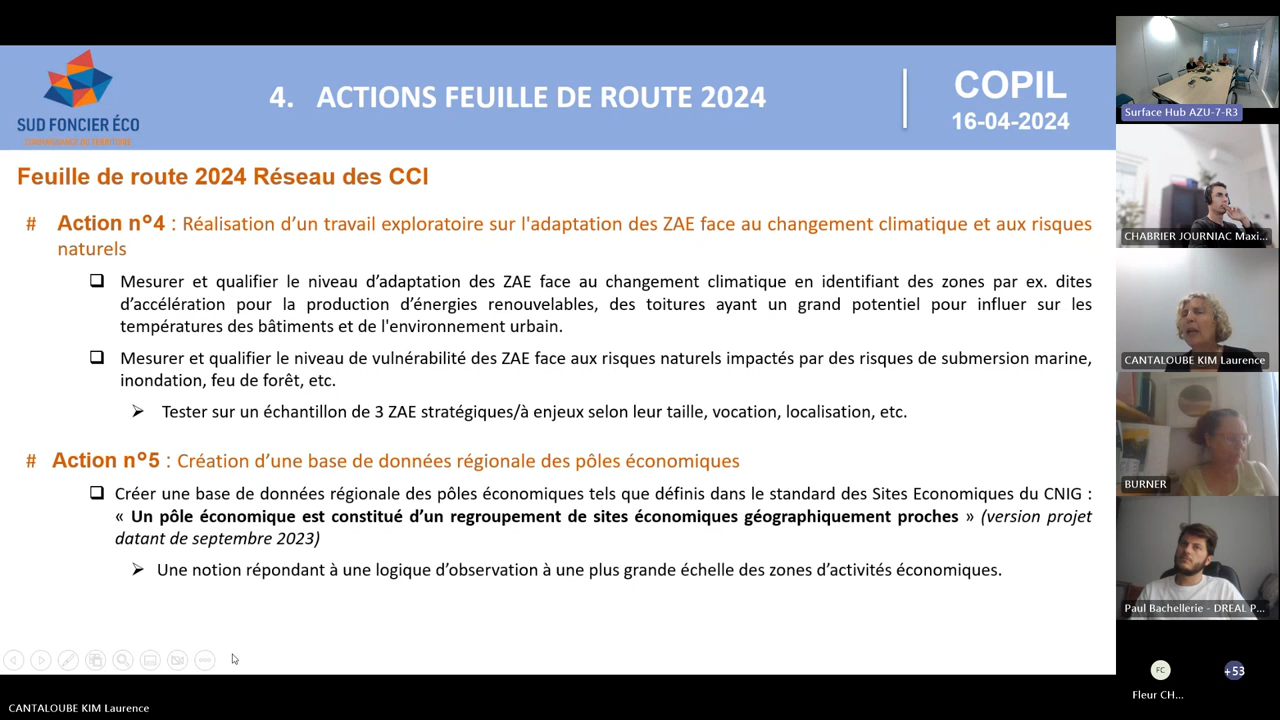 SUD FONCIER ÉCO
CONNAISSANCE DU TERRITOIRE
4. ACTIONS FEUILLE DE ROUTE 2024
COPIL
16-04-2024
Feuille de route 2024 Réseau des CCI
# Action n°4 : Réalisation d’un travail exploratoire sur l'adaptation des ZAE face au changement climatique et aux risques
naturels
❑ Mesurer et qualifier le niveau d’adaptation des ZAE face au changement climatique en identifiant des zones par ex. dites
d’accélération pour la production d’énergies renouvelables, des toitures ayant un grand potentiel pour influer sur les
températures des bâtiments et de l'environnement urbain.
❑ Mesurer et qualifier le niveau de vulnérabilité des ZAE face aux risques naturels impactés par des risques de submersion marine,
inondation, feu de forêt, etc.
➢ Tester sur un échantillon de 3 ZAE stratégiques/à enjeux selon leur taille, vocation, localisation, etc.
# Action n°5 : Création d’une base de données régionale des pôles économiques
❑ Créer une base de données régionale des pôles économiques tels que définis dans le standard des Sites Economiques du CNIG :
« Un pôle économique est constitué d’un regroupement de sites économiques géographiquement proches » (version projet
datant de septembre 2023)
➢ Une notion répondant à une logique d’observation à une plus grande échelle des zones d’activités économiques.
Surface Hub AZU-7-R3
CHABRIER JOURNIAC Maxi...
CANTALOUBE KIM Laurence
BURNER
Paul Bachellerie - DREAL P...
FC
+53
Fleur CH...
CANTALOUBE KIM Laurence